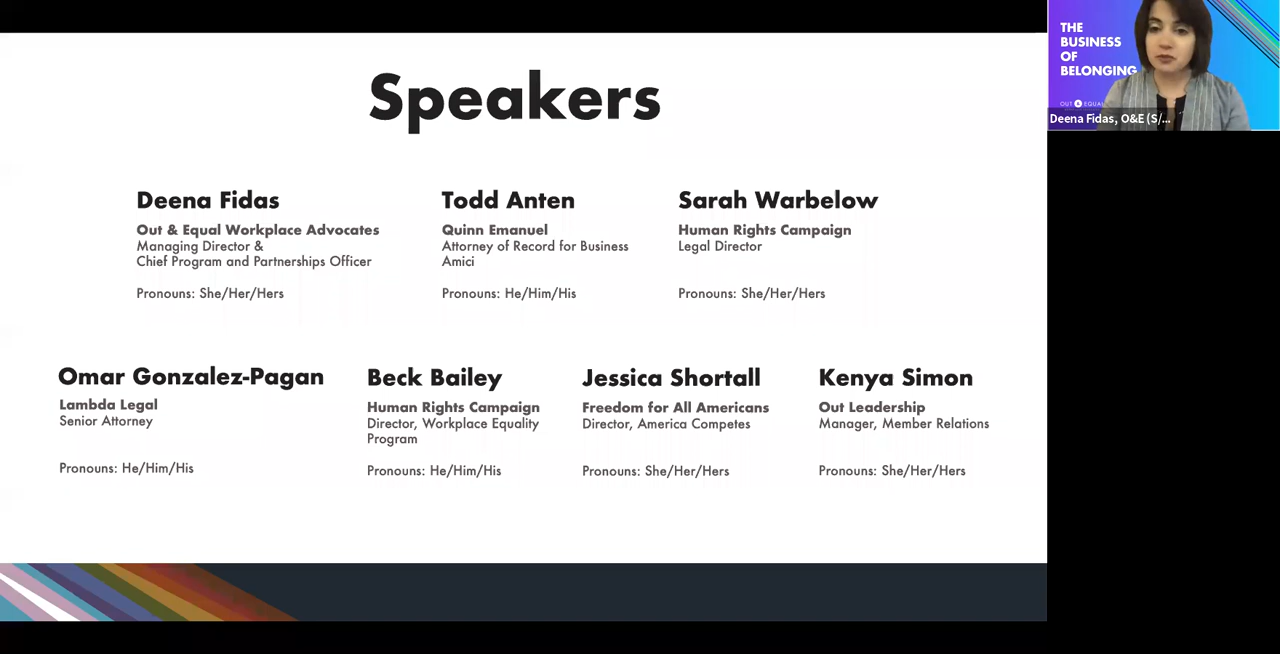 Speakers
Deena Fidas
Out & Equal Workplace Advocates
Managing Director &
Chief Program and Partnerships Officer
Pronouns: She/Her/Hers
Todd Anten
Quinn Emanuel
Attorney of Record for Business
Amici
Pronouns: He/Him/His
Sarah Warbelow
Human Rights Campaign
Legal Director
Pronouns: She/Her/Hers
Omar Gonzalez-Pagan
Lambda Legal
Senior Attorney
Pronouns: He/Him/His
Beck Bailey
Human Rights Campaign
Director, Workplace Equality
Program
Pronouns: He/Him/His
Jessica Shortall
Freedom for All Americans
Director, America Competes
Pronouns: She/Her/Hers
Kenya Simon
Out Leadership
Manager, Member Relations
Pronouns: She/Her/Hers
THE
BUSINESS
OF
BELONGING
OUT & EQUAL
Deena Fidas, O&E (S/...